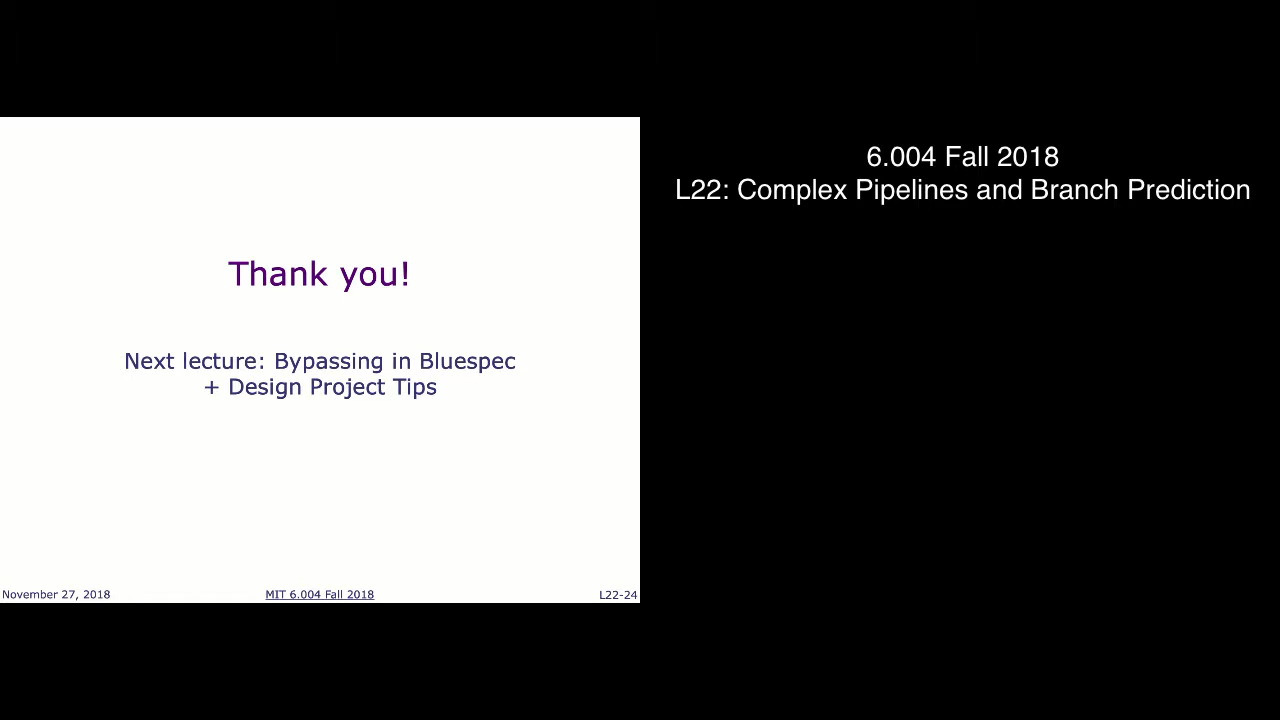 Thank you!
Next lecture: Bypassing in Bluespec
+ Design Project Tips
November 27, 2018
MIT 6.004 Fall 2018
L22-24
6.004 Fall 2018
L22: Complex Pipelines and Branch Prediction